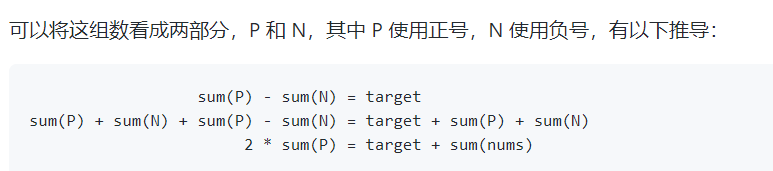 可以将这组数看成两部分，P 和 N，其中 P 使用正号，N 使用负号，有以下推导：
sum(P) - sum(N) = target
sum(P) + sum(N) + sum(P) - sum(N) = target + sum(P) + sum(N)
2 * sum(P) = target + sum(nums)